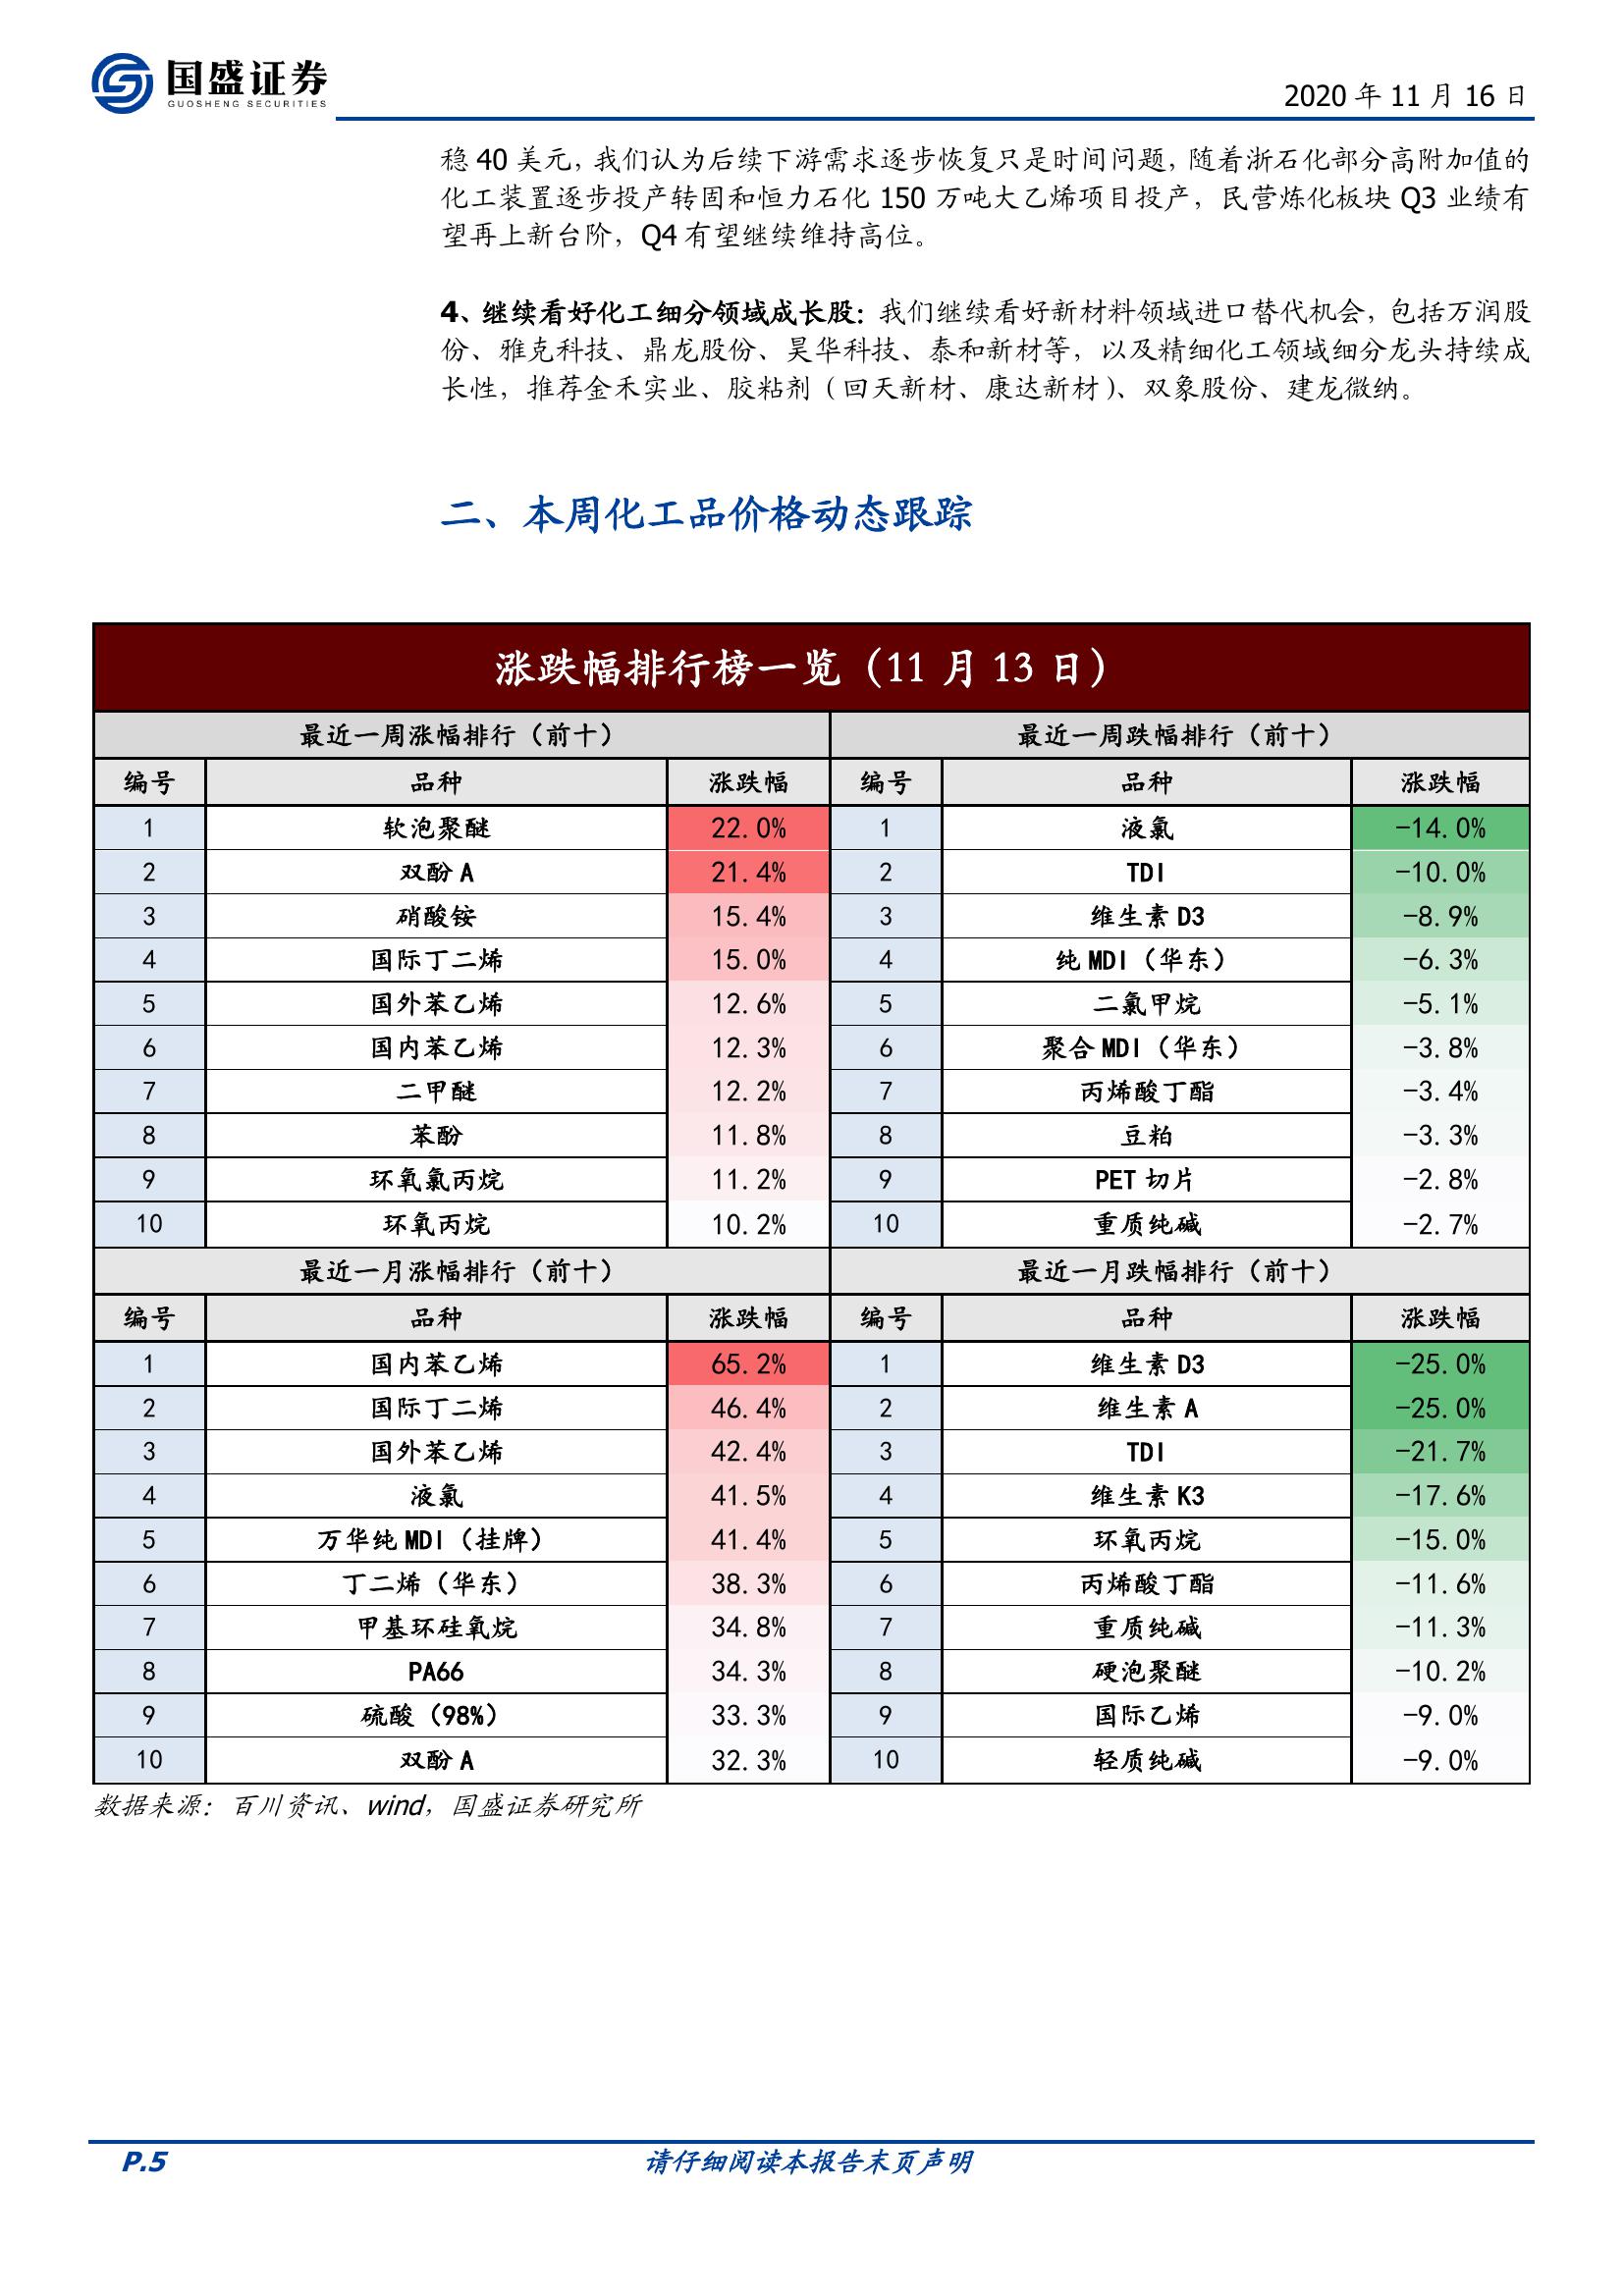 国盛证券
GUOSHENG SECURITIES
2020 年 11 月 16 日
稳 40 美元，我们认为后续下游需求逐步恢复只是时间问题，随着浙石化部分高附加值的
化工装置逐步投产转固和恒力石化 150 万吨大乙烯项目投产，民营炼化板块 Q3 业绩有
望再上新台阶，Q4 有望继续维持高位。
4、继续看好化工细分领域成长股：我们继续看好新材料领域进口替代机会，包括万润股
份、雅克科技、鼎龙股份、昊华科技、泰和新材等，以及精细化工领域细分龙头持续成
长性，推荐金禾实业、胶粘剂（回天新材、康达新材）、双象股份、建龙微纳。
二、本周化工品价格动态跟踪
涨跌幅排行榜一览（11 月 13 日）
最近一周涨幅排行（前十） 最近一周跌幅排行（前十）
编号 品种 涨跌幅 编号 品种 涨跌幅
1 软泡聚醚 22.0% 1 液氯 -14.0%
2 双酚 A 21.4% 2 TDI -10.0%
3 硝酸铵 15.4% 3 维生素 D3 -8.9%
4 国际丁二烯 15.0% 4 纯 MDI（华东） -6.3%
5 国外苯乙烯 12.6% 5 二氯甲烷 -5.1%
6 国内苯乙烯 12.3% 6 聚合 MDI（华东） -3.8%
7 二甲醚 12.2% 7 丙烯酸丁酯 -3.4%
8 苯酚 11.8% 8 豆粕 -3.3%
9 环氧氯丙烷 11.2% 9 PET 切片 -2.8%
10 环氧丙烷 10.2% 10 重质纯碱 -2.7%
最近一月涨幅排行（前十） 最近一月跌幅排行（前十）
编号 品种 涨跌幅 编号 品种 涨跌幅
1 国内苯乙烯 65.2% 1 维生素 D3 -25.0%
2 国际丁二烯 46.4% 2 维生素 A -25.0%
3 国外苯乙烯 42.4% 3 TDI -21.7%
4 液氯 41.5% 4 维生素 K3 -17.6%
5 万华纯 MDI（挂牌） 41.4% 5 环氧丙烷 -15.0%
6 丁二烯（华东） 38.3% 6 丙烯酸丁酯 -11.6%
7 甲基环硅氧烷 34.8% 7 重质纯碱 -11.3%
8 PA66 34.3% 8 硬泡聚醚 -10.2%
9 硫酸（98%） 33.3% 9 国际乙烯 -9.0%
10 双酚 A 32.3% 10 轻质纯碱 -9.0%
数据来源：百川资讯、wind，国盛证券研究所
P.5 请仔细阅读本报告末页声明